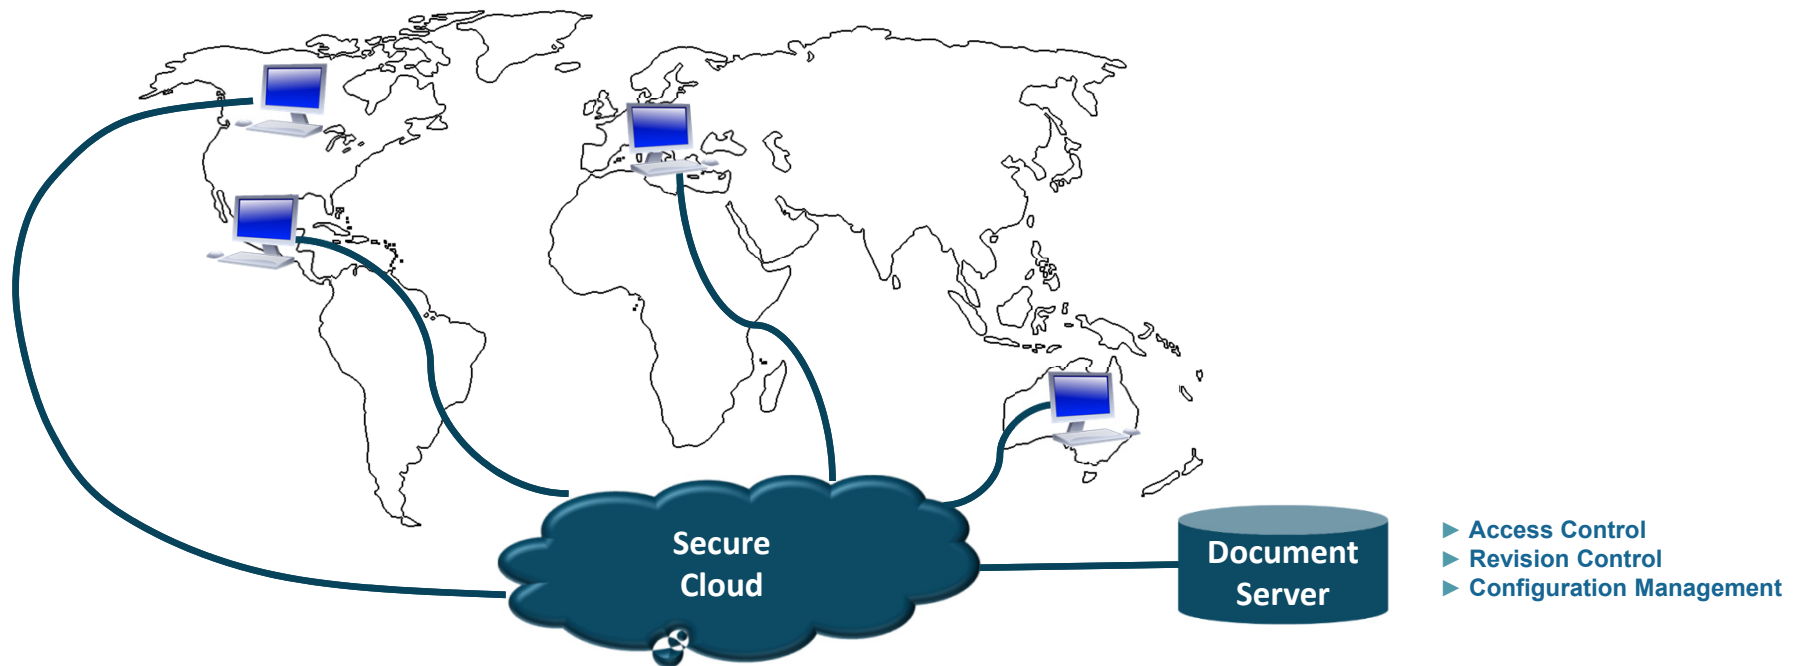 Secure
Cloud
Document
Server
► Access Control
► Revision Control
► Configuration Management